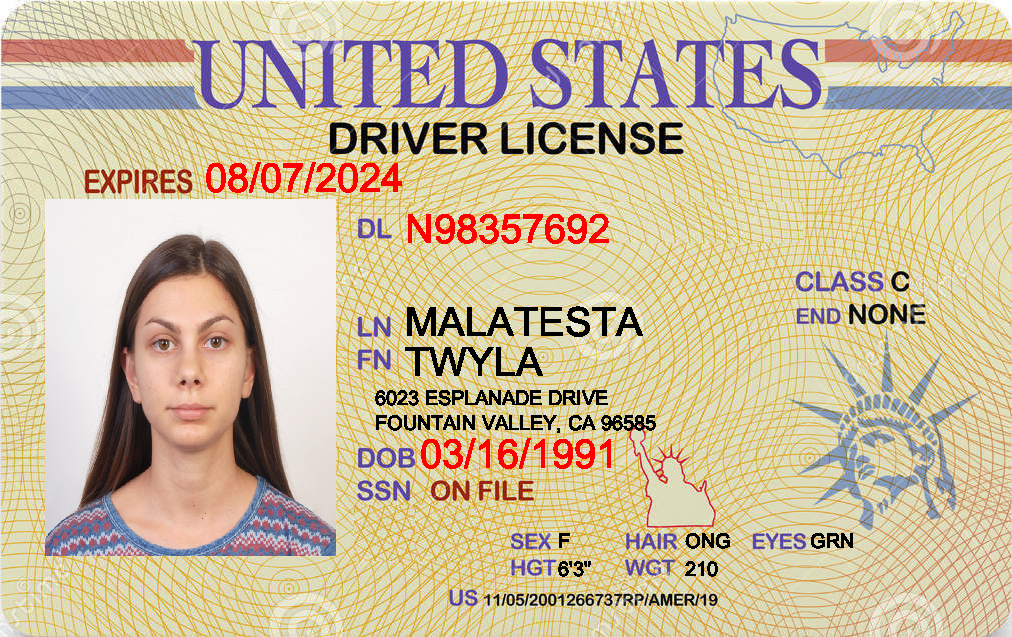 UNITED STATES
DRIVER LICENSE
EXPIRES 08/07/2024
DL N98357692
CLASS C
END NONE
LN MALATESTA
FN TWYLA
6023 ESPLANADE DRIVE
FOUNTAIN VALLEY, CA 96585
DOB 03/16/1991
SSN ON FILE
SEX F HAIR ONG EYES GRN
HGT 6'3" WGT 210
US 11/05/2001266737RP/AMER/19